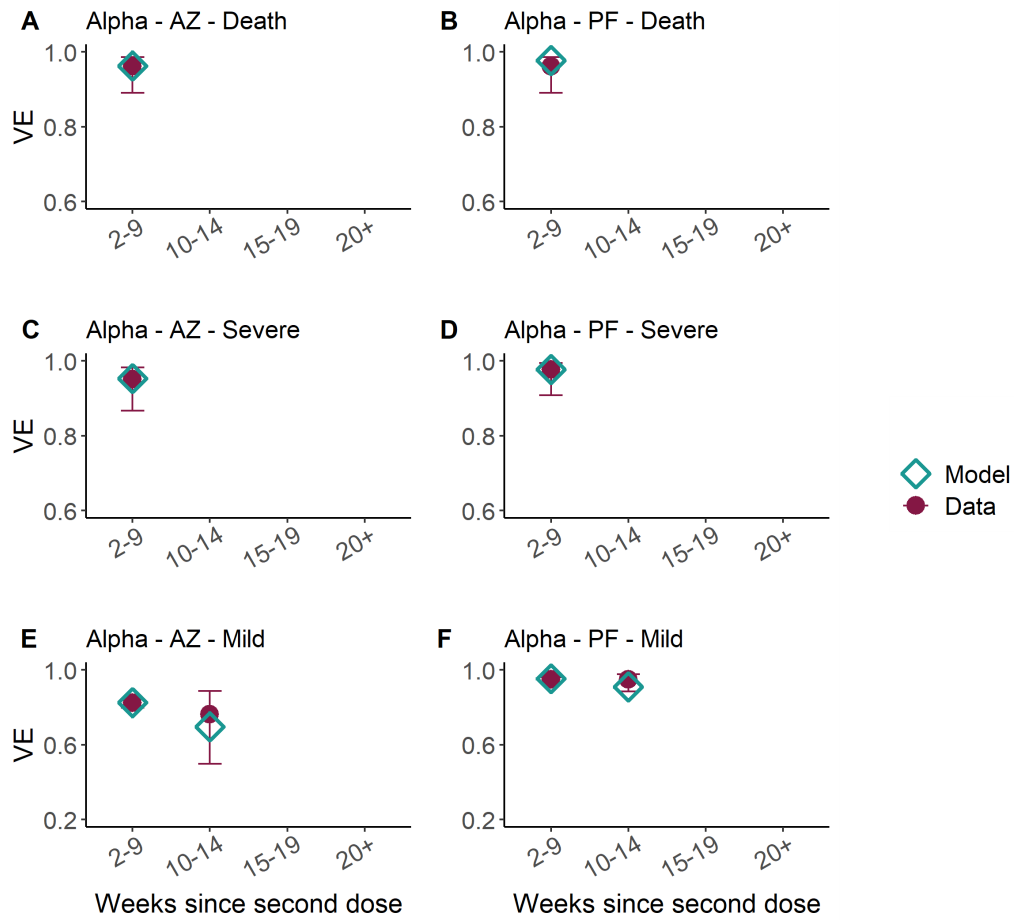 A Alpha - AZ - Death
VE
1.0
0.8
0.6
2-9 10-14 15-19 20+
B Alpha - PF - Death
1.0
0.8
0.6
2-9 10-14 15-19 20+
C Alpha - AZ - Severe
VE
1.0
0.8
0.6
2-9 10-14 15-19 20+
D Alpha - PF - Severe
1.0
0.8
0.6
2-9 10-14 15-19 20+
Model
Data
E Alpha - AZ - Mild
VE
1.0
0.6
0.2
2-9 10-14 15-19 20+
Weeks since second dose
F Alpha - PF - Mild
1.0
0.6
0.2
2-9 10-14 15-19 20+
Weeks since second dose